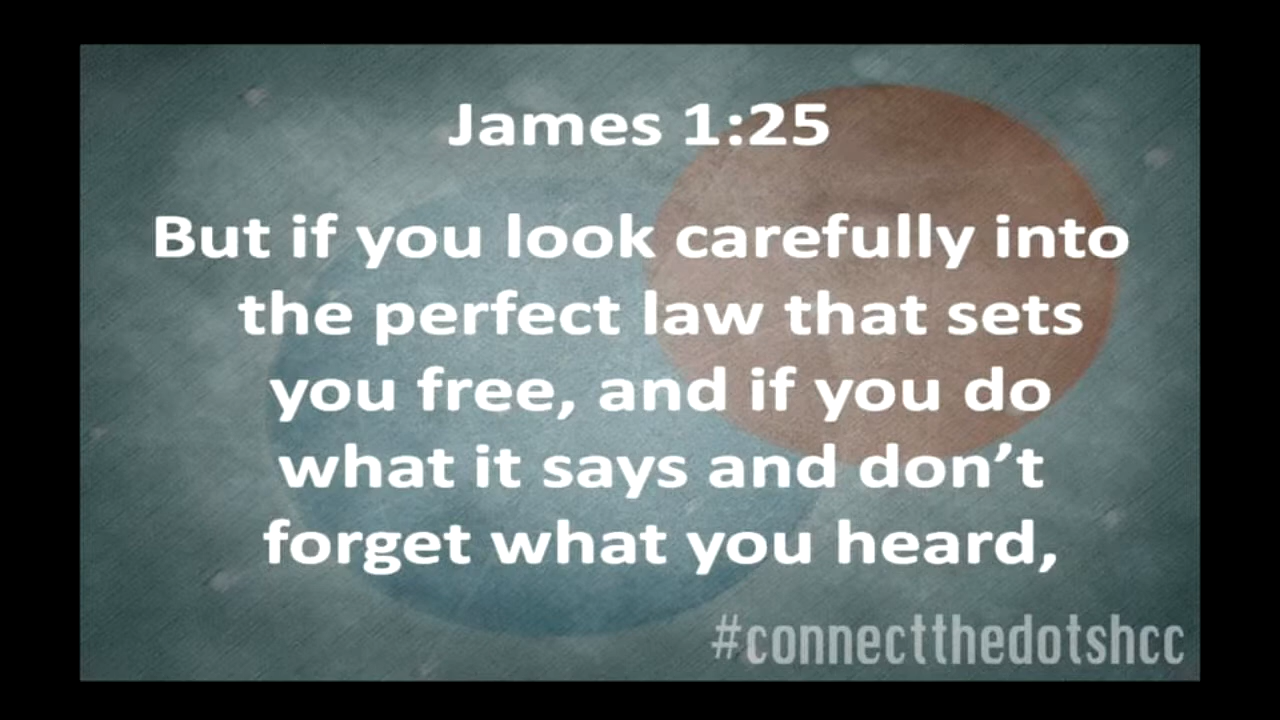 James 1:25
But if you look carefully into
the perfect law that sets
you free, and if you do
what it says and don’t
forget what you heard,
#connectthedotshcc